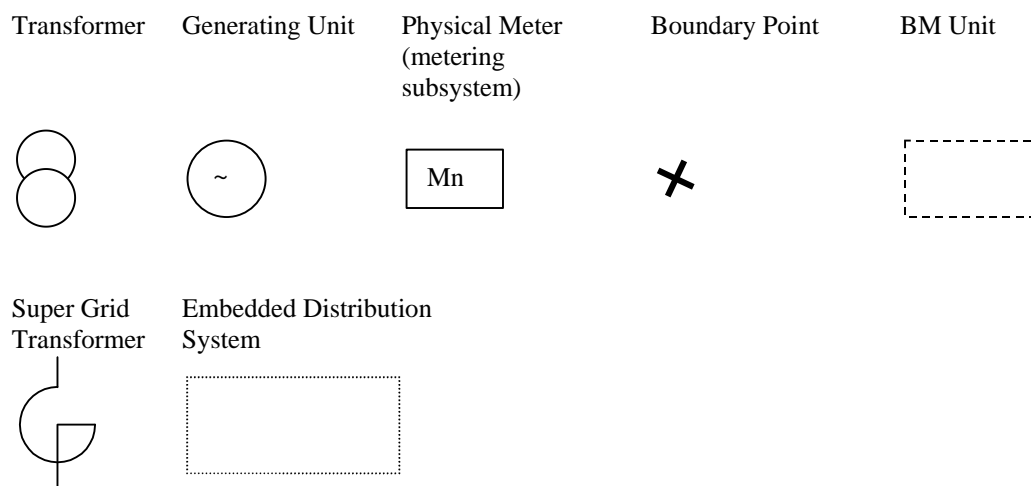 Transformer
Generating Unit
Physical Meter
(metering
subsystem)
Boundary Point
BM Unit
~
Mn
Super Grid
Transformer
Embedded Distribution
System